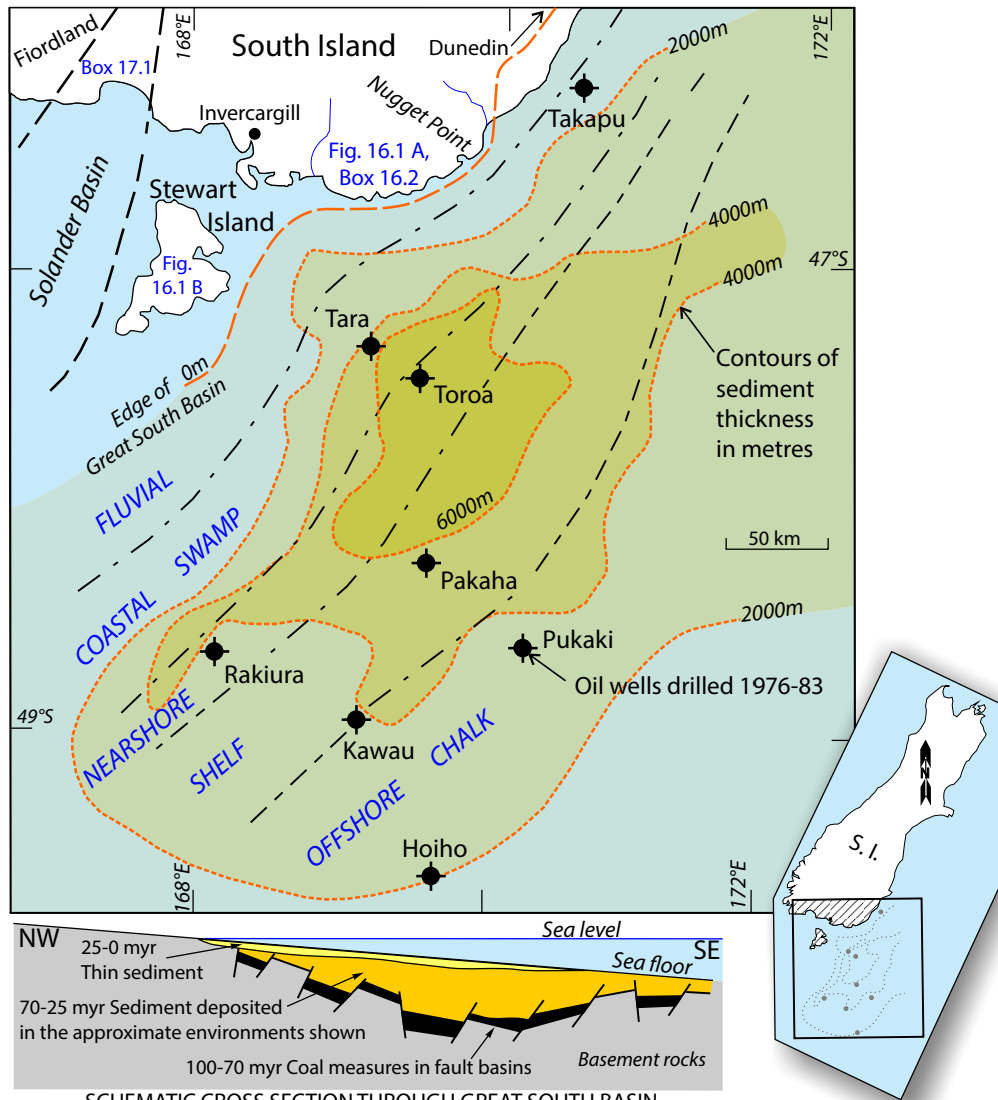 168°E
172°E
Fiordland
South Island
Dunedin
2000m
Box 17.1
Nugget Point
Takapu
Invercargill
Fig. 16.1 A,
Box 16.2
Solander Basin
Stewart
Island
Fig.
16.1 B
4000m
4000m
47°S
Tara
Toroa
Contours of
sediment
thickness
in metres
Edge of 0m
Great South Basin
FLUVIAL
SWAMP
COASTAL
6000m
50 km
Pakaha
2000m
Pukaki
Rakiura
Oil wells drilled 1976-83
49°S
NEARSHORE
SHELF
Kawau
CHALK
OFFSHORE
Hoiho
168°E
172°E
N
S. I.
NW
Sea level
SE
25-0 myr
Thin sediment
Sea floor
70-25 myr Sediment deposited
in the approximate environments shown
100-70 myr Coal measures in fault basins
Basement rocks
SCHEMATIC CROSS SECTION THROUGH GREAT SOUTH BASIN